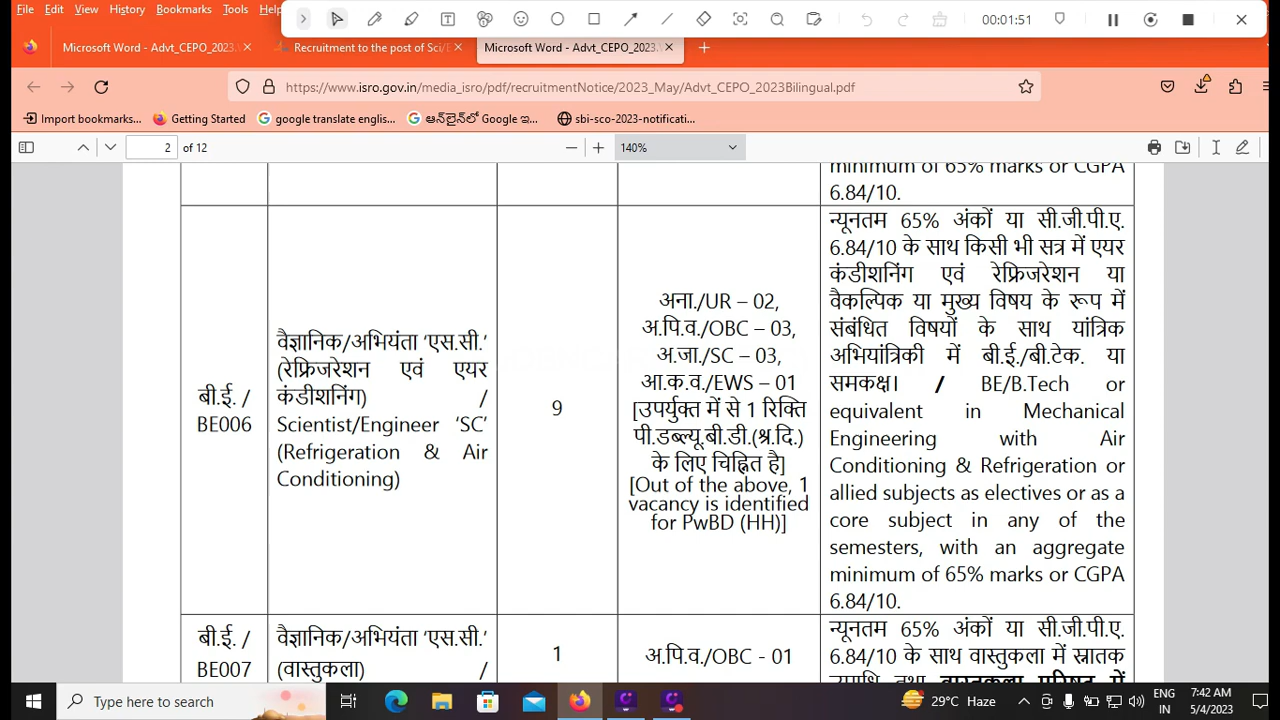 File Edit View History Bookmarks Tools
00:01:51
Microsoft Word - Advt_CEPO_2023.
Recruitment to the post of Sci/E
Microsoft Word - Advt_CEPO_2023.
https://www.isro.gov.in/media_isro/pdf/recruitmentNotice/2023_May/Advt_CEPO_2023Bilingual.pdf
Import bookmarks...
Getting Started
google translate englis...
ఆన్‌లైన్‌లో Google ఇ...
sbi-sco-2023-notificati...
2 of 12
140%
minimum of 65% marks or CGPA
6.84/10.
बी.ई. /
BE006
वैज्ञानिक/अभियंता ‘एस.सी.’
(रेफ्रिजरेशन एवं एयर
कंडीशनिंग) /
Scientist/Engineer ‘SC’
(Refrigeration & Air
Conditioning)
9
अना./UR – 02,
अ.पि.व./OBC – 03,
अ.जा./SC – 03,
आ.क.व./EWS – 01
[उपर्युक्त में से 1 रिक्ति
पी.डब्ल्यू.बी.डी.(श्र.दि.)
के लिए चिह्नित है]
[Out of the above, 1
vacancy is identified
for PwBD (HH)]
न्यूनतम 65% अंकों या सी.जी.पी.ए.
6.84/10 के साथ किसी भी सत्र में एयर
कंडीशनिंग एवं रेफ्रिजरेशन या
वैकल्पिक या मुख्य विषय के रूप में
संबंधित विषयों के साथ यांत्रिक
अभियांत्रिकी में बी.ई./बी.टेक. या
समकक्ष। / BE/B.Tech or
equivalent in Mechanical
Engineering with Air
Conditioning & Refrigeration or
allied subjects as electives or as a
core subject in any of the
semesters, with an aggregate
minimum of 65% marks or CGPA
6.84/10.
बी.ई. /
BE007
वैज्ञानिक/अभियंता ‘एस.सी.’
(वास्तुकला) /
1
अ.पि.व./OBC - 01
न्यूनतम 65% अंकों या सी.जी.पी.ए.
6.84/10 के साथ वास्तुकला में स्नातक
Type here to search
29°C Haze
ENG
IN
7:42 AM
5/4/2023